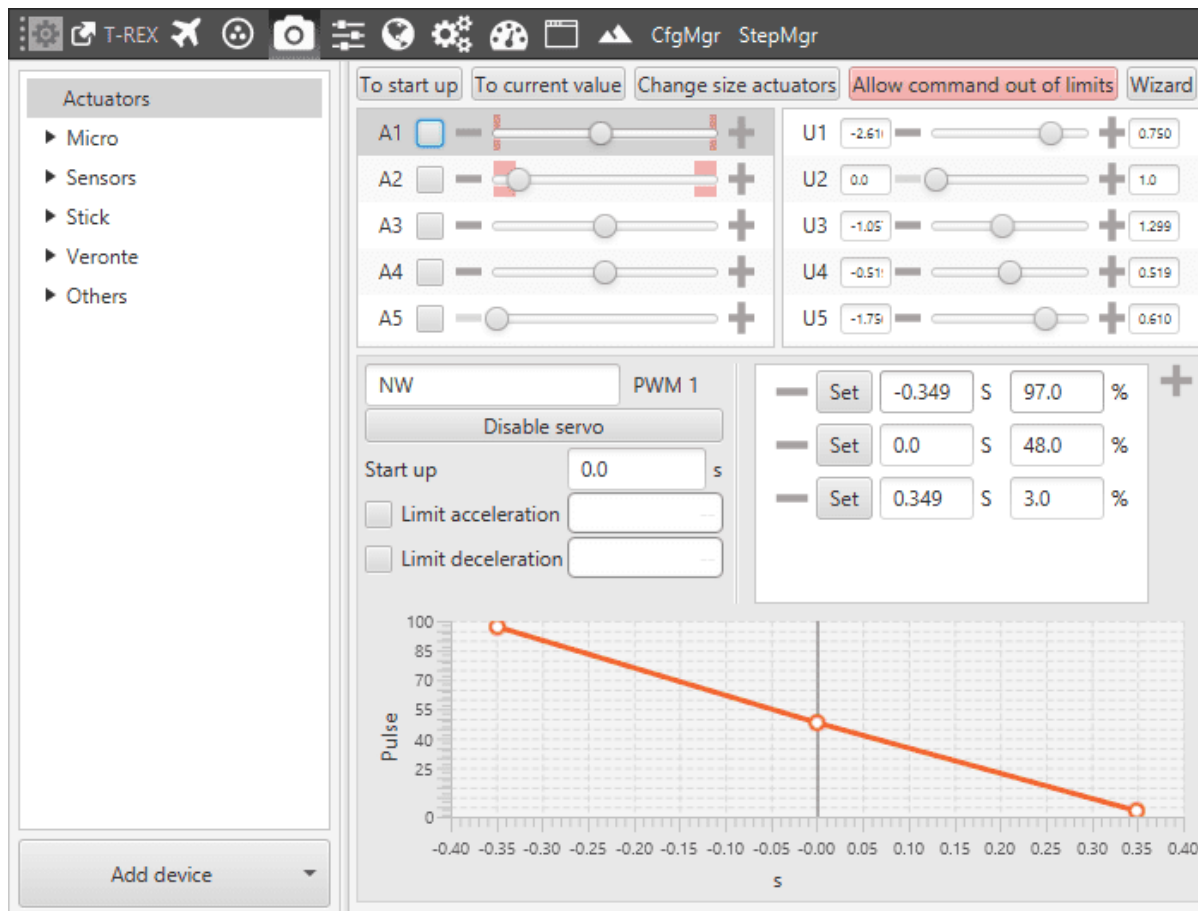 T-REX CfgMgr StepMgr
Actuators
Micro
Sensors
Stick
Veronte
Others
Add device
To start up To current value Change size actuators Allow command out of limits Wizard
A1
A2
A3
A4
A5
U1 0.750
U2 0.0 1.0
U3 1.299
U4 0.519
U5 0.610
NW PWM 1
Disable servo
Start up 0.0 s
Limit acceleration --
Limit deceleration --
Set -0.349 S 97.0 %
Set 0.0 S 48.0 %
Set 0.349 S 3.0 %
Pulse
100
85
70
55
40
25
0
-0.40 -0.35 -0.30 -0.25 -0.20 -0.15 -0.10 -0.05 -0.00 0.05 0.10 0.15 0.20 0.25 0.30 0.35 0.40
s